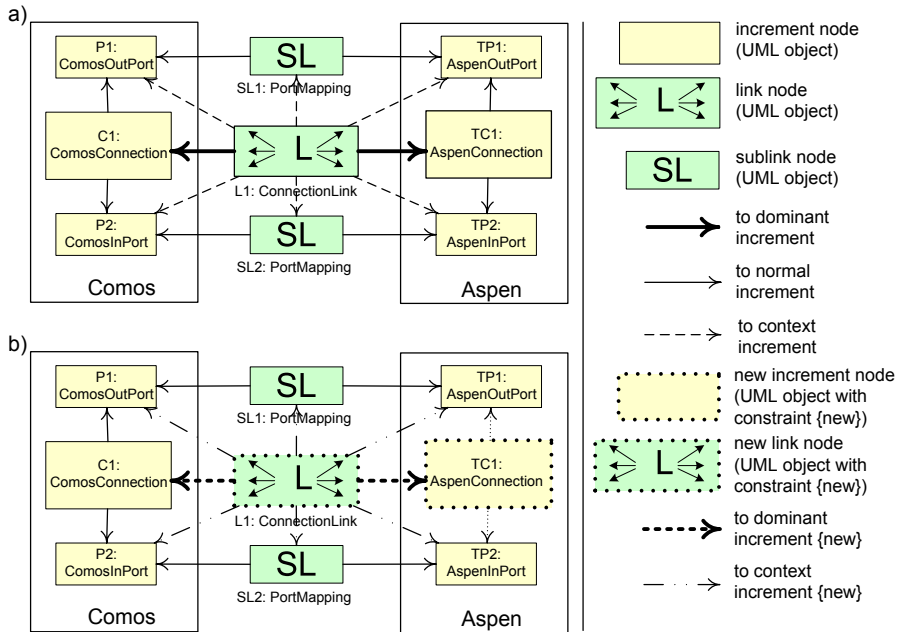 a)
P1:
ComosOutPort
SL
SL1: PortMapping
TP1:
AspenOutPort
C1:
ComosConnection
L
L1: ConnectionLink
TC1:
AspenConnection
P2:
ComosInPort
SL
SL2: PortMapping
TP2:
AspenInPort
Comos
Aspen
b)
P1:
ComosOutPort
SL
SL1: PortMapping
TP1:
AspenOutPort
C1:
ComosConnection
L
L1: ConnectionLink
TC1:
AspenConnection
P2:
ComosInPort
SL
SL2: PortMapping
TP2:
AspenInPort
Comos
Aspen
increment node
(UML object)
L
link node
(UML object)
SL
sublink node
(UML object)
to dominant
increment
to normal
increment
to context
increment
new increment node
(UML object with
constraint {new})
L
new link node
(UML object with
constraint {new})
to dominant
increment {new}
to context
increment {new}